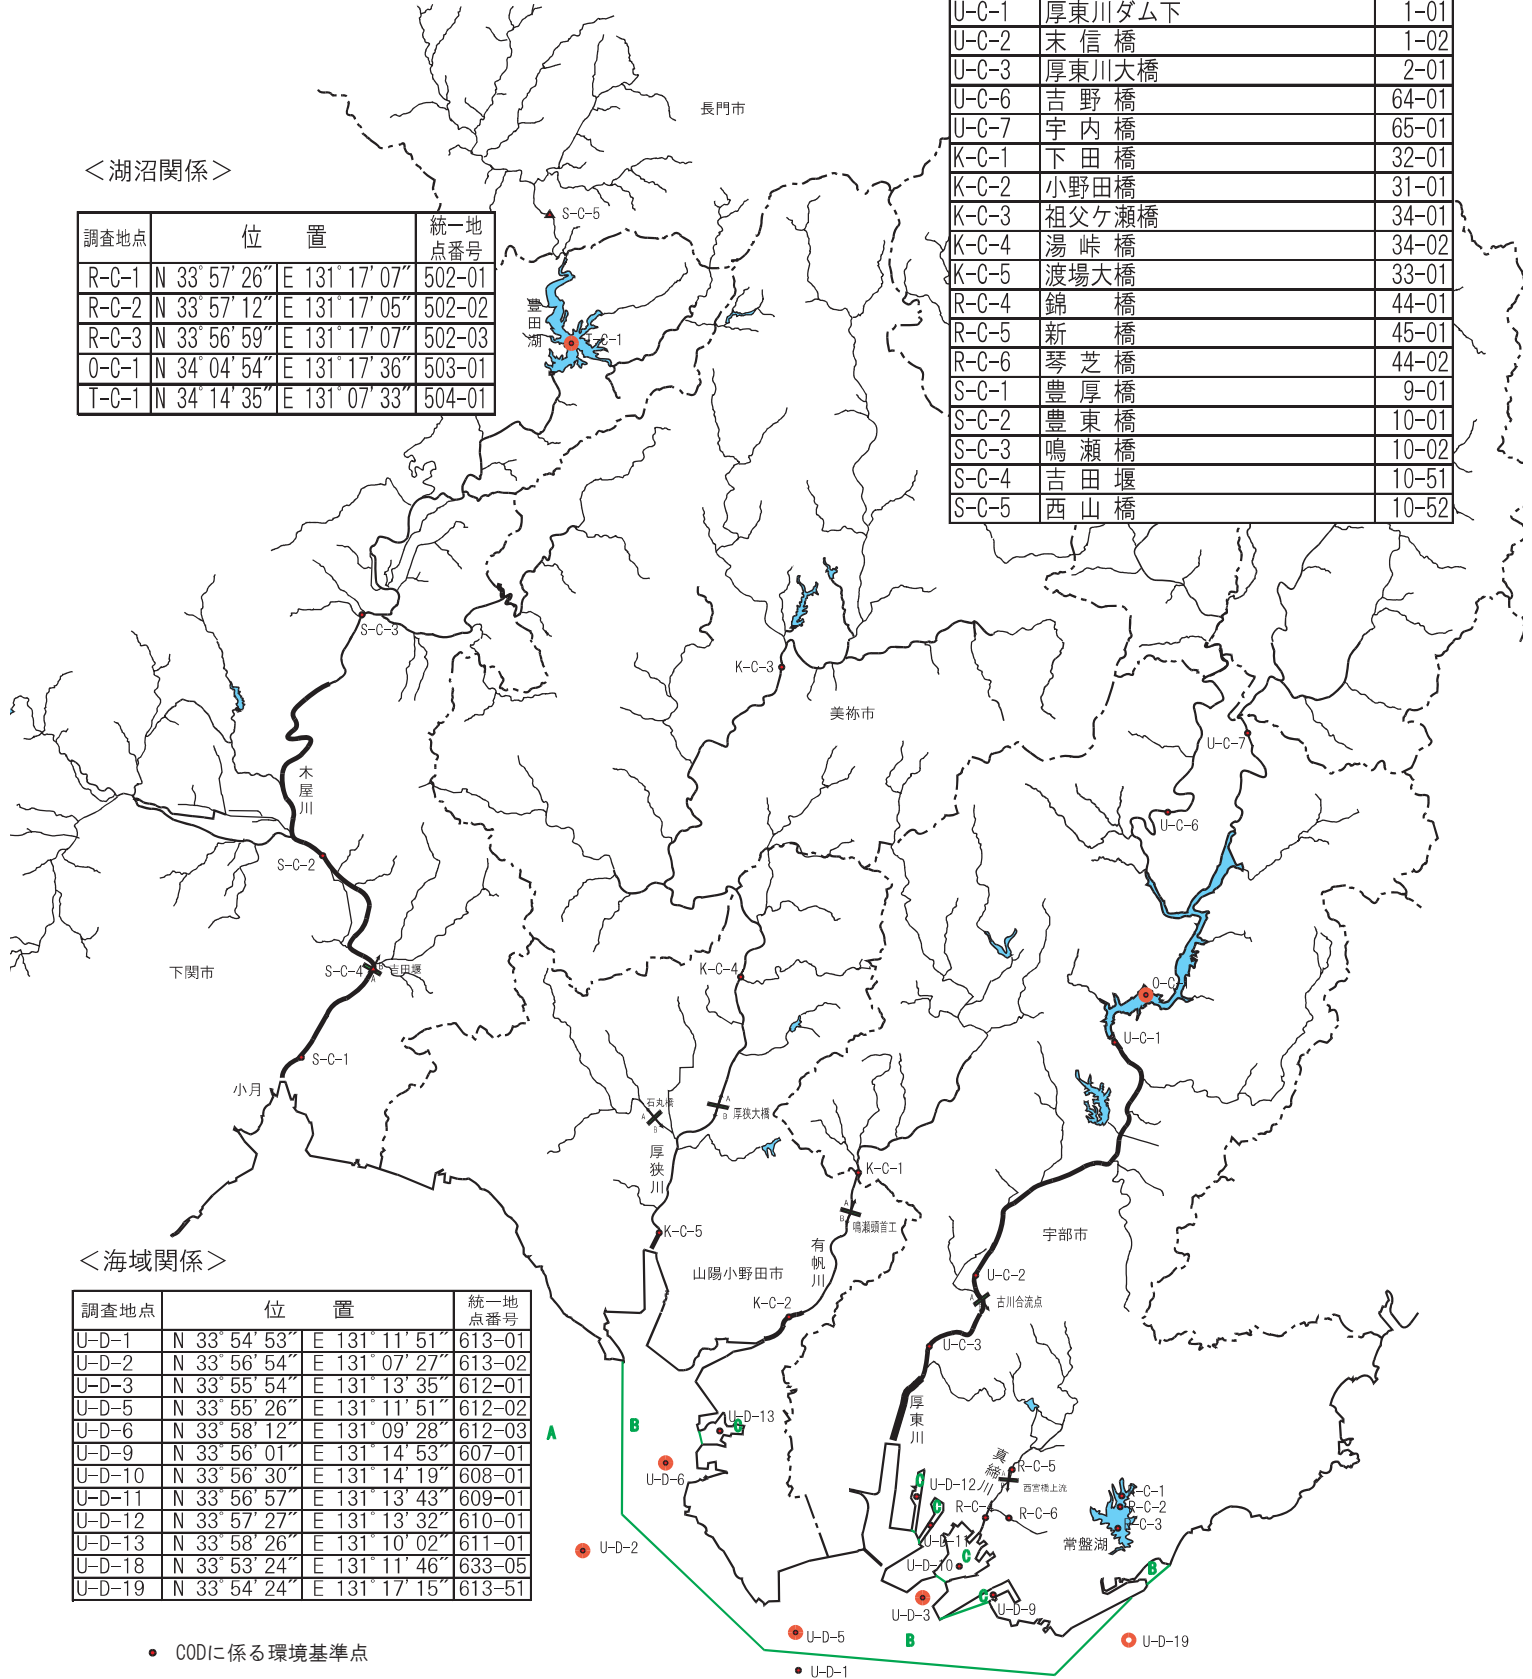 U-C-1 厚東川ダム下 1-01
U-C-2 末信橋 1-02
U-C-3 厚東川大橋 2-01
U-C-6 吉野橋 64-01
U-C-7 宇内橋 65-01
K-C-1 下田橋 32-01
K-C-2 小野田橋 31-01
K-C-3 祖父ケ瀬橋 34-01
K-C-4 湯峠橋 34-02
K-C-5 渡場大橋 33-01
R-C-4 錦橋 44-01
R-C-5 新橋 45-01
R-C-6 琴芝橋 44-02
S-C-1 豊厚橋 9-01
S-C-2 豊東橋 10-01
S-C-3 鳴瀬橋 10-02
S-C-4 吉田堰 10-51
S-C-5 西山橋 10-52
長門市
＜湖沼関係＞
調査地点 位置 統一地点番号
R-C-1 N 33°57′26″ E 131°17′07″ 502-01
R-C-2 N 33°57′12″ E 131°17′05″ 502-02
R-C-3 N 33°56′59″ E 131°17′07″ 502-03
O-C-1 N 34°04′54″ E 131°17′36″ 503-01
T-C-1 N 34°14′35″ E 131°07′33″ 504-01
S-C-5
豊田湖
T-C-1
S-C-3
K-C-3
美祢市
U-C-7
木屋川
U-C-6
S-C-2
下関市
S-C-4
B
A
吉田堰
K-C-4
O-C-1
U-C-1
S-C-1
小月
石丸橋
A
B
A
B
厚狭大橋
厚狭川
K-C-1
A
B
鳴瀬頭首工
K-C-5
有帆川
宇部市
山陽小野田市
U-C-2
K-C-2
A
古川合流点
U-C-3
＜海域関係＞
調査地点 位置 統一地点番号
U-D-1 N 33°54′53″ E 131°11′51″ 613-01
U-D-2 N 33°56′54″ E 131°07′27″ 613-02
U-D-3 N 33°55′54″ E 131°13′35″ 612-01
U-D-5 N 33°55′26″ E 131°11′51″ 612-02
U-D-6 N 33°58′12″ E 131°09′28″ 612-03
U-D-9 N 33°56′01″ E 131°14′53″ 607-01
U-D-10 N 33°56′30″ E 131°14′19″ 608-01
U-D-11 N 33°56′57″ E 131°13′43″ 609-01
U-D-12 N 33°57′27″ E 131°13′32″ 610-01
U-D-13 N 33°58′26″ E 131°10′02″ 611-01
U-D-18 N 33°53′24″ E 131°11′46″ 633-05
U-D-19 N 33°54′24″ E 131°17′15″ 613-51
A
B
U-D-13
C
厚東川
U-D-6
真締川
R-C-5
西宮橋上流
C
U-D-12
C
R-C-4
R-C-6
R-C-1
R-C-2
R-C-3
常盤湖
U-D-2
U-D-11
U-D-10
C
B
C
U-D-9
U-D-3
U-D-5
B
U-D-19
U-D-1
CODに係る環境基準点